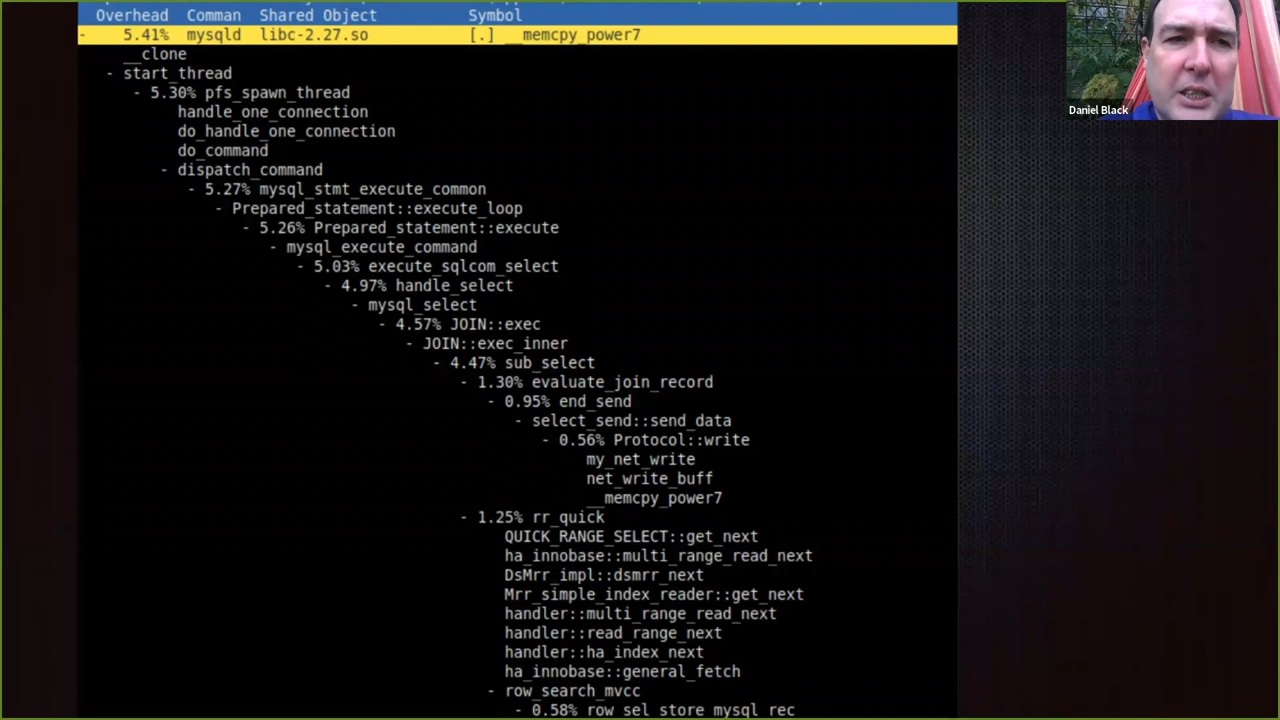 Overhead Comman Shared Object Symbol
- 5.41% mysqld libc-2.27.so [.] __memcpy_power7
__clone
- start_thread
- 5.30% pfs_spawn_thread
handle_one_connection
do_handle_one_connection
do_command
- dispatch_command
- 5.27% mysql_stmt_execute_common
- Prepared_statement::execute_loop
- 5.26% Prepared_statement::execute
- mysql_execute_command
- 5.03% execute_sqlcom_select
- 4.97% handle_select
- mysql_select
- 4.57% JOIN::exec
- JOIN::exec_inner
- 4.47% sub_select
- 1.30% evaluate_join_record
- 0.95% end_send
- select_send::send_data
- 0.56% Protocol::write
my_net_write
net_write_buff
__memcpy_power7
- 1.25% rr_quick
QUICK_RANGE_SELECT::get_next
ha_innobase::multi_range_read_next
DsMrr_impl::dsmrr_next
Mrr_simple_index_reader::get_next
handler::multi_range_read_next
handler::read_range_next
handler::ha_index_next
ha_innobase::general_fetch
- row_search_mvcc
- 0.58% row_sel_store_mysql_rec
Daniel Black